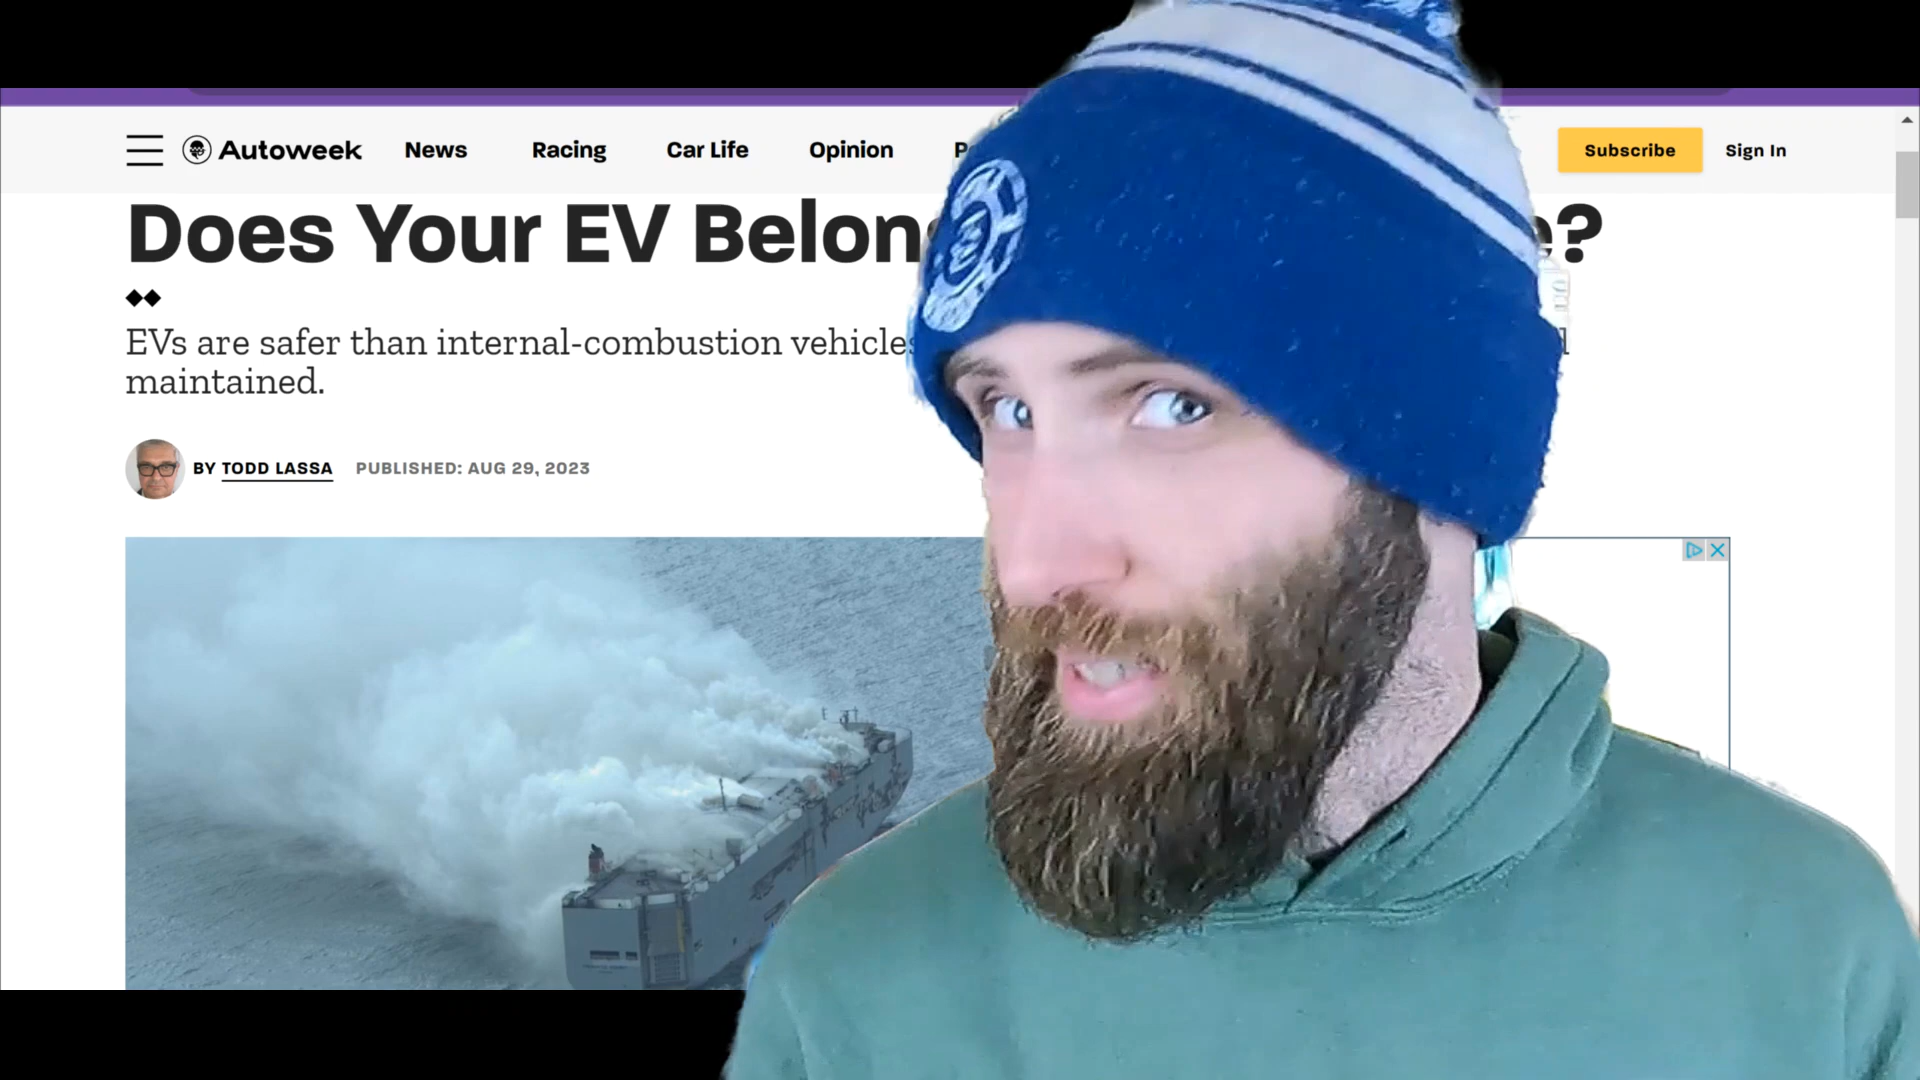 Autoweek News Racing Car Life Opinion Subscribe Sign In
Does Your EV Belon ?
EVs are safer than internal-combustion vehicles
maintained.
BY TODD LASSA PUBLISHED: AUG 29, 2023